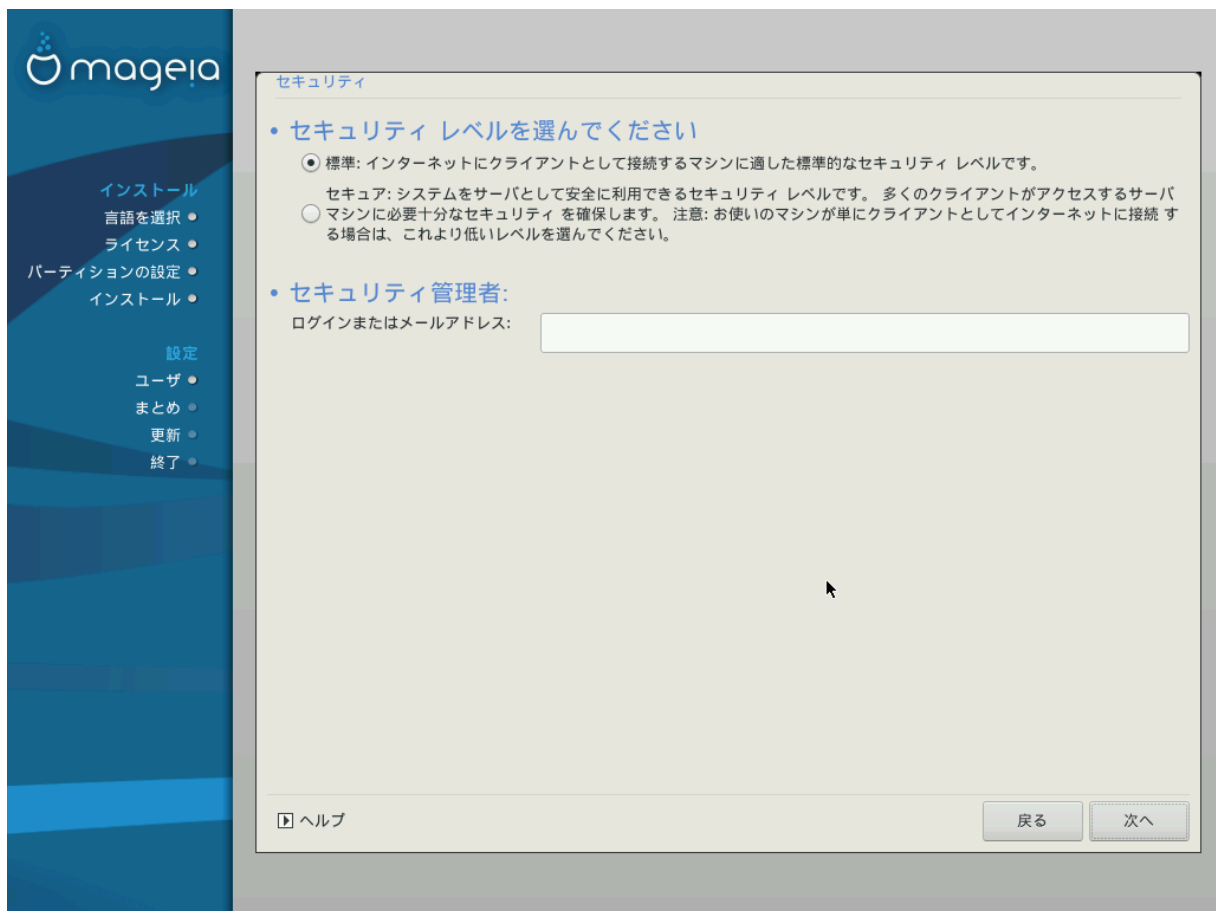 mageia
インストール
言語を選択
ライセンス
パーティションの設定
インストール
設定
ユーザ
まとめ
更新
終了
セキュリティ
• セキュリティ レベルを選んでください
標準: インターネットにクライアントとして接続するマシンに適した標準的なセキュリティ レベルです。
セキュア: システムをサーバとして安全に利用できるセキュリティ レベルです。 多くのクライアントがアクセスするサーバ
マシンに必要十分なセキュリティ を確保します。 注意: お使いのマシンが単にクライアントとしてインターネットに接続 す
る場合は、これより低いレベルを選んでください。
• セキュリティ管理者:
ログインまたはメールアドレス:
ヘルプ
戻る
次へ